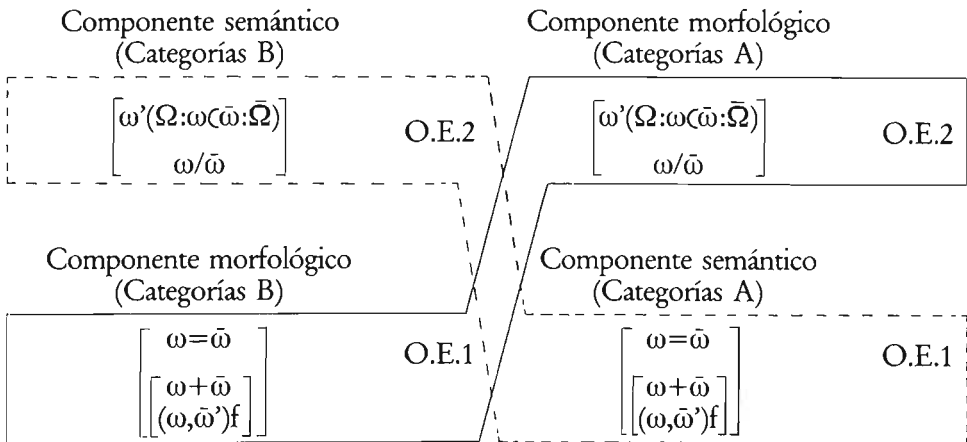 Componente semántico
(Categorías B)
Componente morfológico
(Categorías A)
ω’(Ω:ω(ω̄:Ω̄)
ω/ω̄
O.E.2
ω’(Ω:ω(ω̄:Ω̄)
ω/ω̄
O.E.2
Componente morfológico
(Categorías B)
Componente semántico
(Categorías A)
ω=ω̄
ω+ω̄
(ω,ω̄’)f
O.E.1
ω=ω̄
ω+ω̄
(ω,ω̄’)f
O.E.1